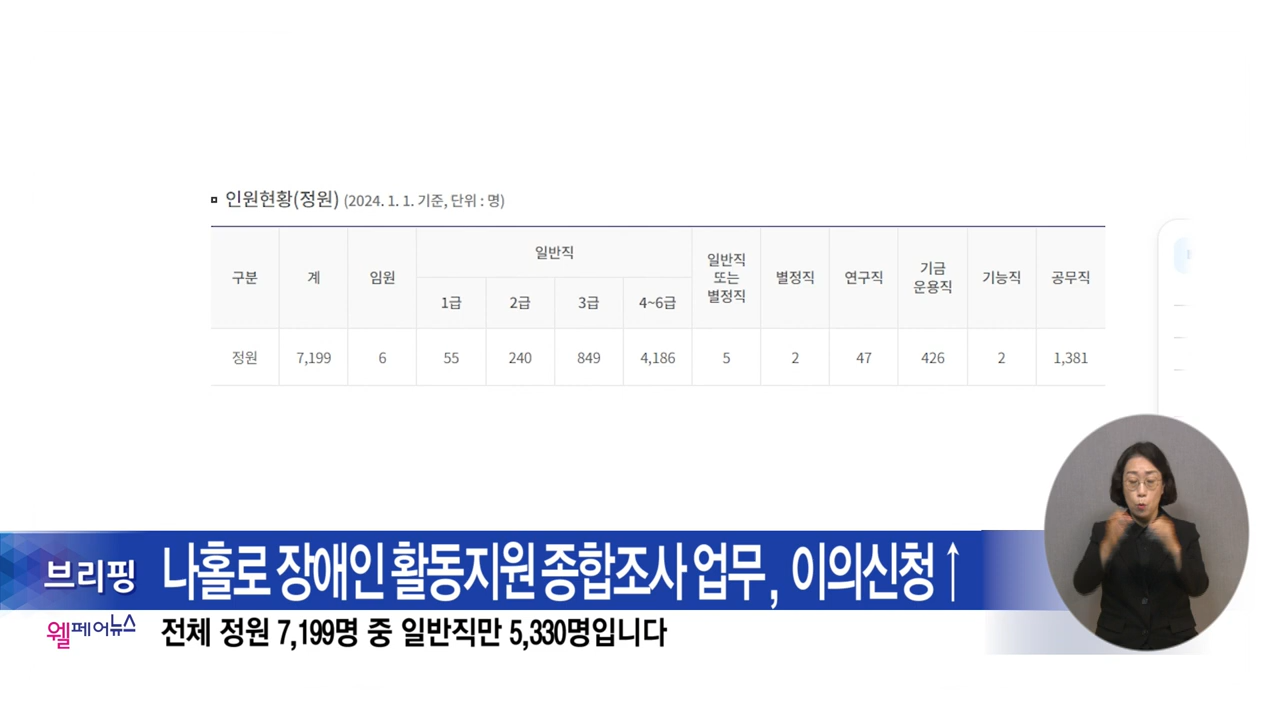 인원현황(정원) (2024. 1. 1. 기준, 단위 : 명)
구분 계 임원 일반직 일반직 또는 별정직 별정직 연구직 기금 운용직 기능직 공무직
1급 2급 3급 4~6급
정원 7,199 6 55 240 849 4,186 5 2 47 426 2 1,381
브리핑 나홀로 장애인 활동지원 종합조사 업무, 이의신청↑
웰페어뉴스 전체 정원 7,199명 중 일반직만 5,330명입니다